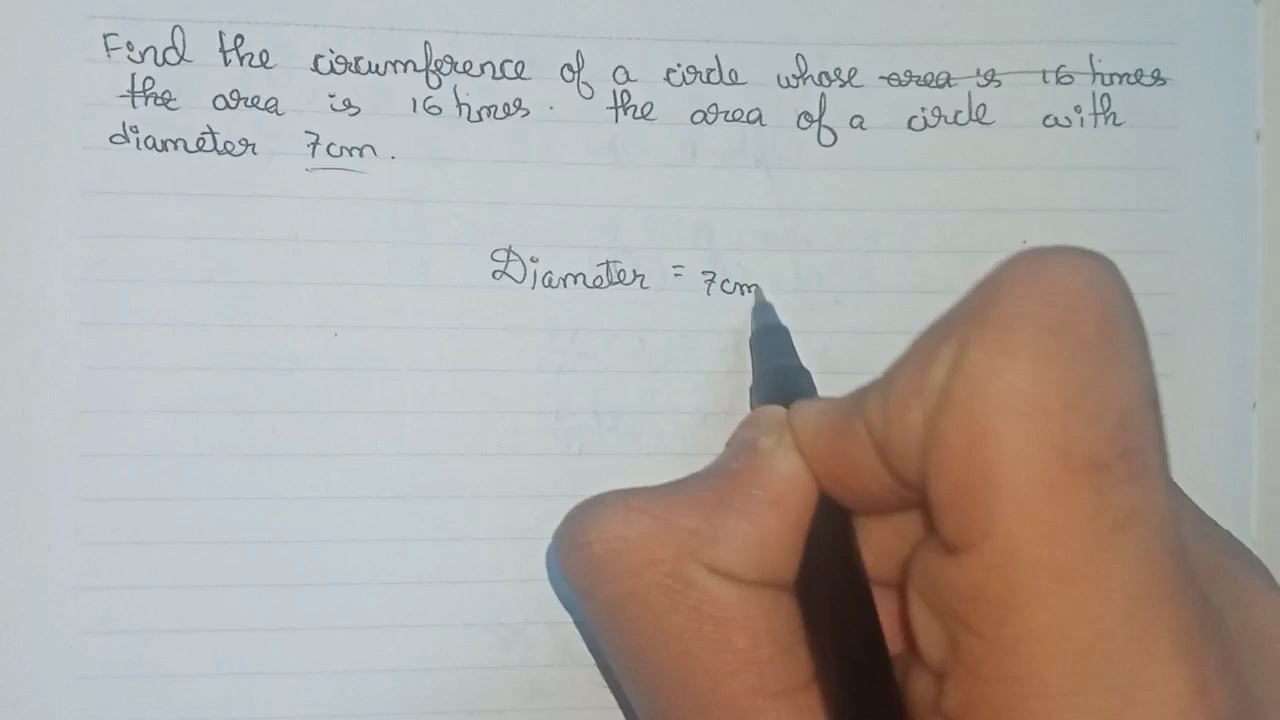 Find the circumference of a circle whose area is 16 times
the area is 16 times. the area of a circle with
diameter 7cm.
Diameter = 7cm